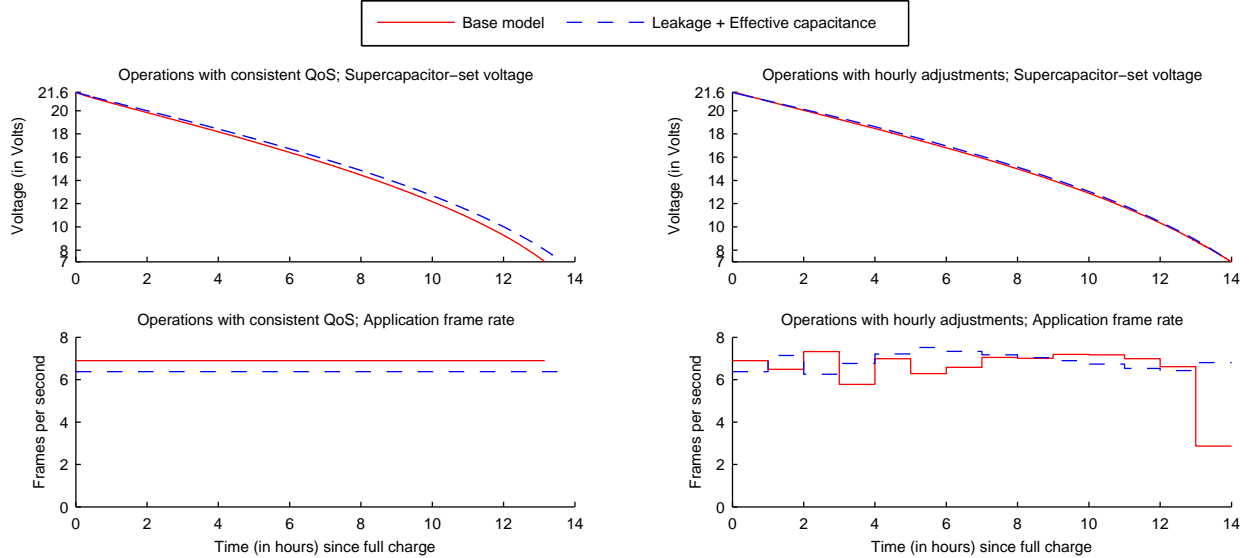 Base model
Leakage + Effective capacitance
Operations with consistent QoS; Supercapacitor−set voltage
Voltage (in Volts)
21.6
20
18
16
14
12
10
8
7
0 2 4 6 8 10 12 14
Operations with hourly adjustments; Supercapacitor−set voltage
Voltage (in Volts)
21.6
20
18
16
14
12
10
8
7
0 2 4 6 8 10 12 14
Operations with consistent QoS; Application frame rate
Frames per second
8
6
4
2
0
0 2 4 6 8 10 12 14
Time (in hours) since full charge
Operations with hourly adjustments; Application frame rate
Frames per second
8
6
4
2
0
0 2 4 6 8 10 12 14
Time (in hours) since full charge